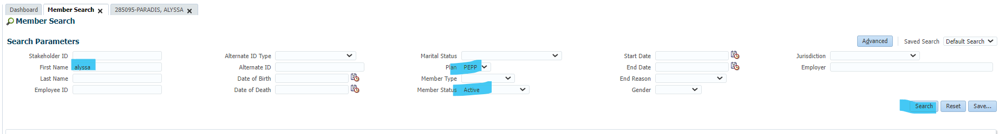 Dashboard Member Search 285095-PARADIS, ALYSSA
Member Search
Search Parameters Advanced Saved Search Default Search
Stakeholder ID Alternate ID Type Marital Status Start Date Jurisdiction
First Name alyssa Alternate ID Plan PEPP End Date Employer
Last Name Date of Birth Member Type End Reason
Employee ID Date of Death Member Status Active Gender
Search Reset Save...